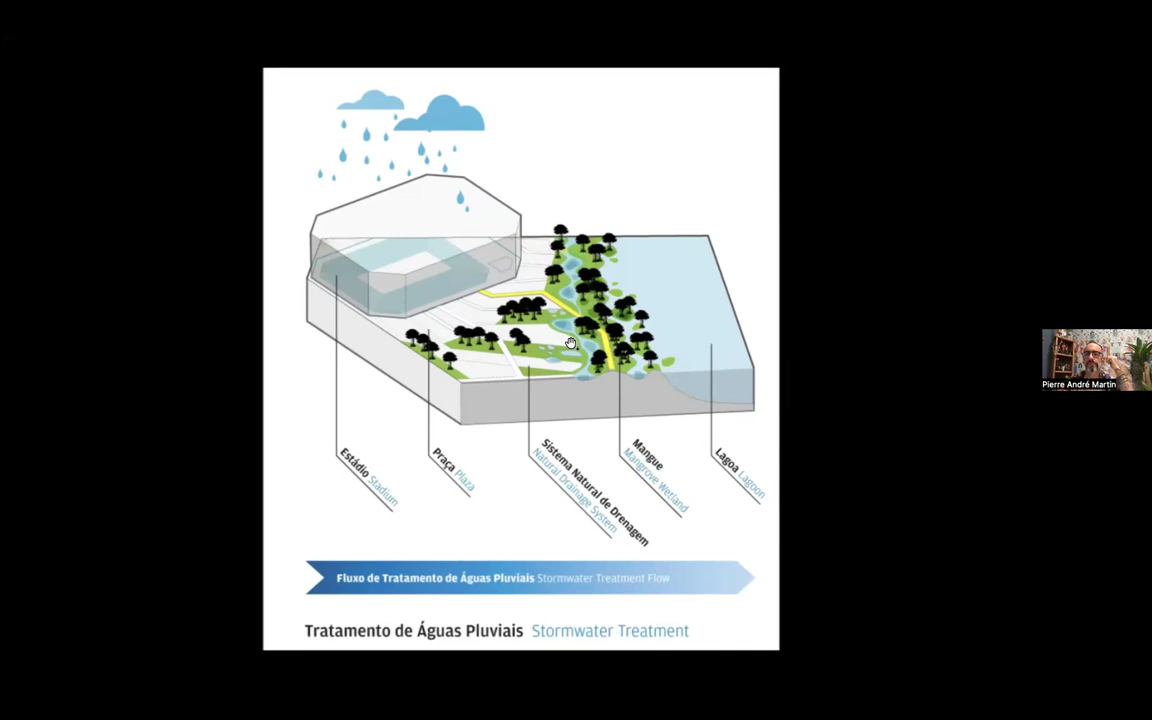 Estádio Stadium
Praça Plaza
Sistema Natural de Drenagem
Natural Drainage System
Mangue
Mangrove Wetland
Lagoa Lagoon
Fluxo de Tratamento de Águas Pluviais Stormwater Treatment Flow
Tratamento de Águas Pluviais Stormwater Treatment
Pierre André Martin